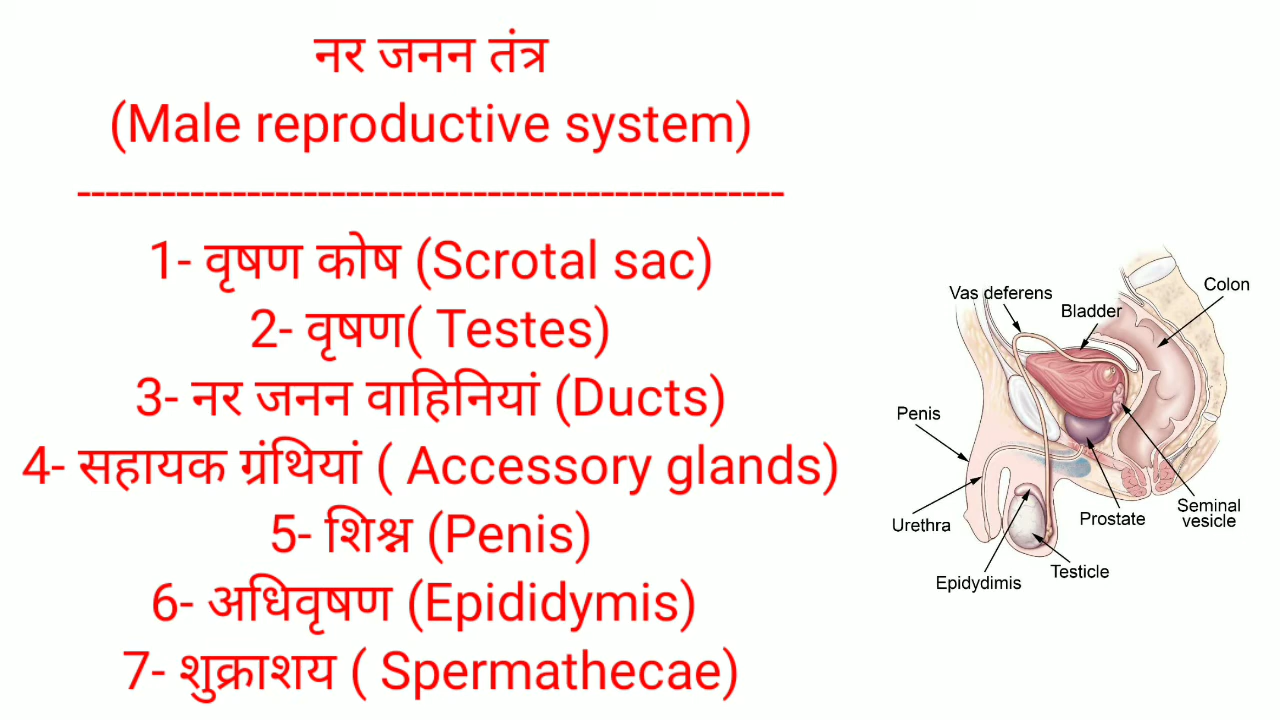 नर जनन तंत्र
(Male reproductive system)
--------------------------------------------------
1- वृषण कोष (Scrotal sac)
2- वृषण( Testes)
3- नर जनन वाहिनियां (Ducts)
4- सहायक ग्रंथियां ( Accessory glands)
5- शिश्न (Penis)
6- अधिवृषण (Epididymis)
7- शुक्राशय ( Spermathecae)
Vas deferens
Bladder
Colon
Penis
Urethra
Epidydimis
Testicle
Prostate
Seminal
vesicle